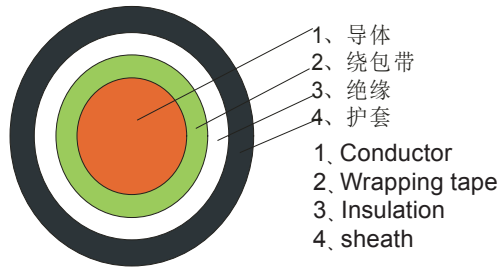 1、导体
2、绕包带
3、绝缘
4、护套
1、Conductor
2、Wrapping tape
3、Insulation
4、sheath